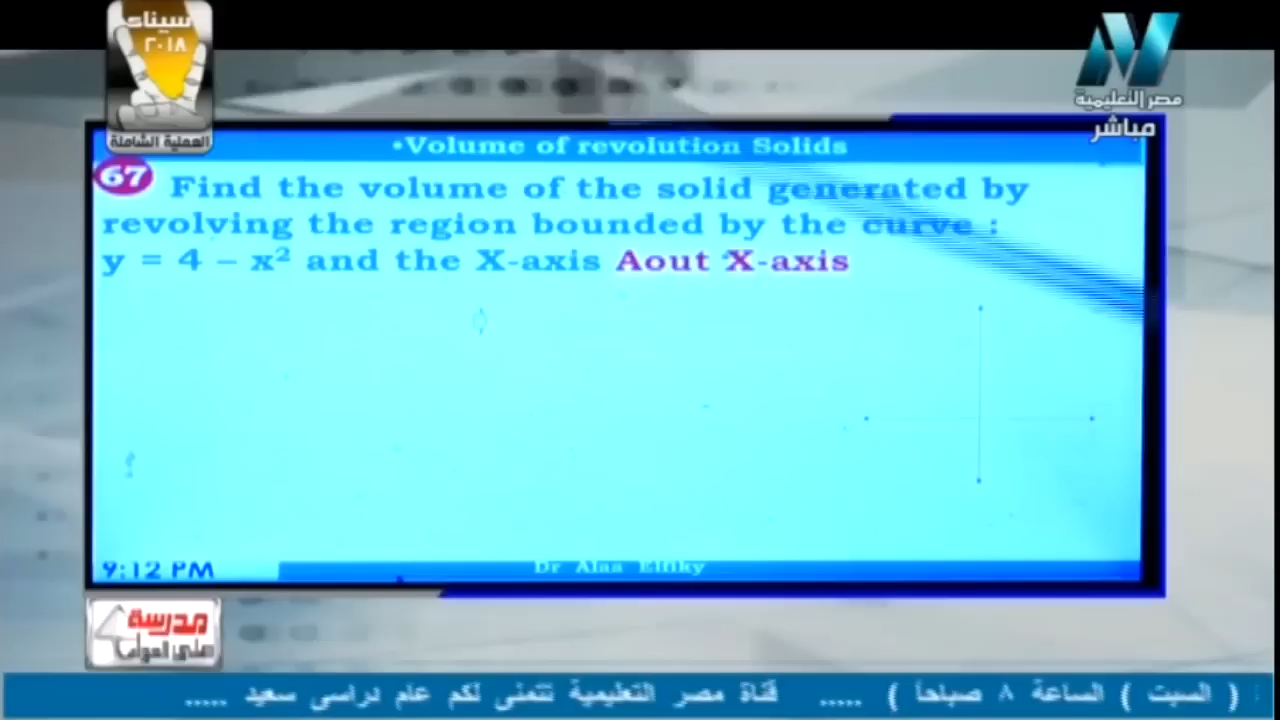 سيناء
٢٠١٨
العملية الشاملة
مصر التعليمية
مباشر
•Volume of revolution Solids
67 Find the volume of the solid generated by
revolving the region bounded by the curve :
y = 4 – x² and the X-axis Aout X-axis
9:12 PM
Dr Alaa Elfiky
مدرسة
على الهواء
( السبت ) الساعة ٨ صباحاً ) ..... قناة مصر التعليمية تتمنى لكم عام دراسى سعيد .....